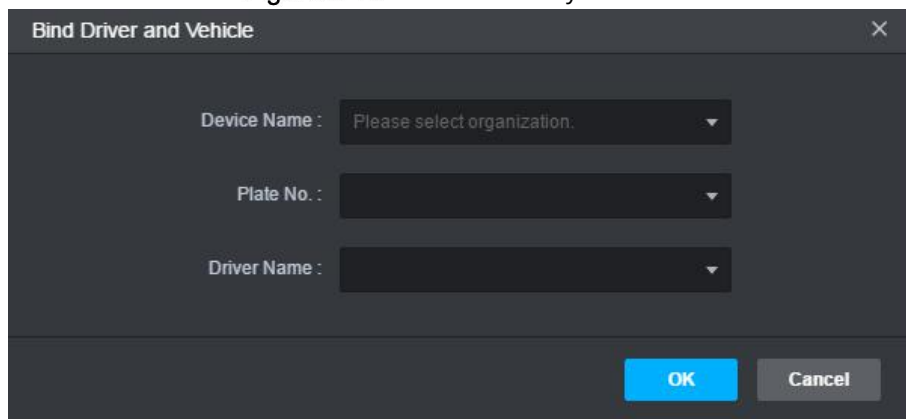 Bind Driver and Vehicle
Device Name :
Please select organization.
Plate No. :
Driver Name :
OK
Cancel